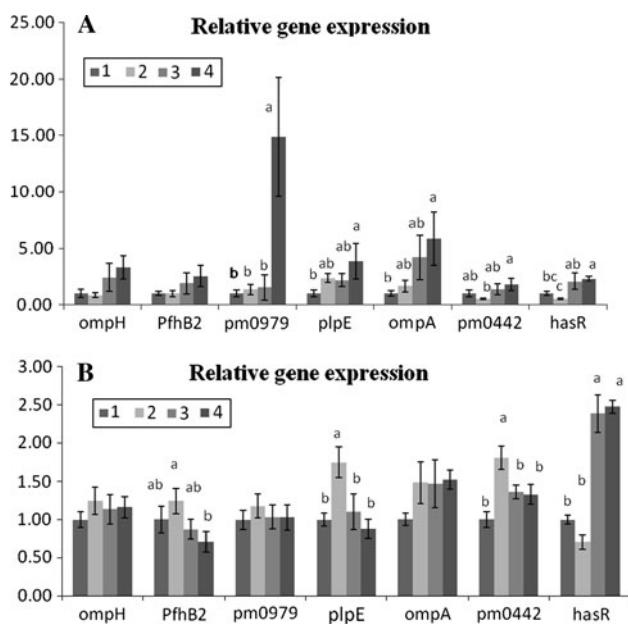 A Relative gene expression
25.00
1 2 3 4
20.00
a
15.00
10.00
a
a
ab
5.00
b b b
b ab ab
b ab
ab b ab a
bc c ab a
0.00
ompH PfhB2 pm0979 plpE ompA pm0442 hasR
B Relative gene expression
3.00
1 2 3 4
a a
2.50
a
a
2.00
ab a ab b
b b b
b b b
b b
1.50
1.00
0.50
0.00
ompH PfhB2 pm0979 plpE ompA pm0442 hasR